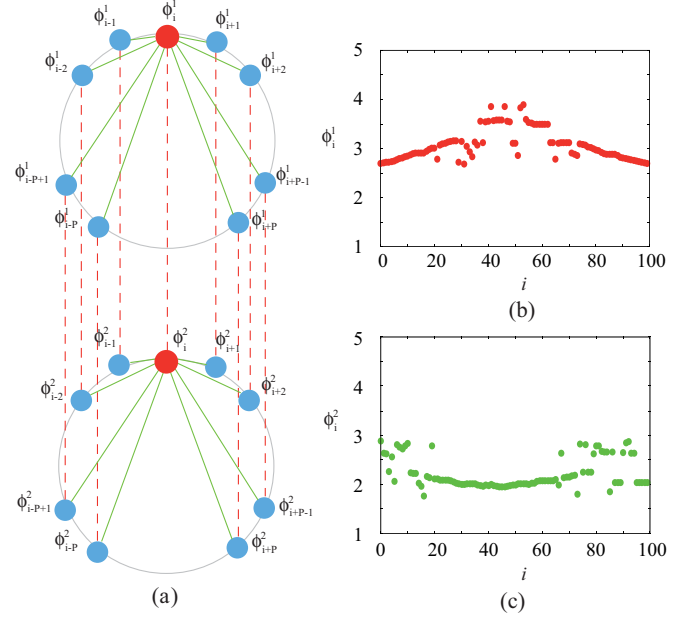 ϕ¹ᵢ
ϕ¹ᵢ₋₁
ϕ¹ᵢ₊₁
ϕ¹ᵢ₋₂
ϕ¹ᵢ₊₂
ϕ¹ᵢ₋P₊₁
ϕ¹ᵢ₊P₋₁
ϕ¹ᵢ₋P
ϕ¹ᵢ₊P
ϕ²ᵢ
ϕ²ᵢ₋₁
ϕ²ᵢ₊₁
ϕ²ᵢ₋₂
ϕ²ᵢ₊₂
ϕ²ᵢ₋P₊₁
ϕ²ᵢ₊P₋₁
ϕ²ᵢ₋P
ϕ²ᵢ₊P
(a)
5
4
3
2
1
ϕ¹ᵢ
0 20 40 60 80 100
i
(b)
5
4
3
2
1
ϕ²ᵢ
0 20 40 60 80 100
i
(c)